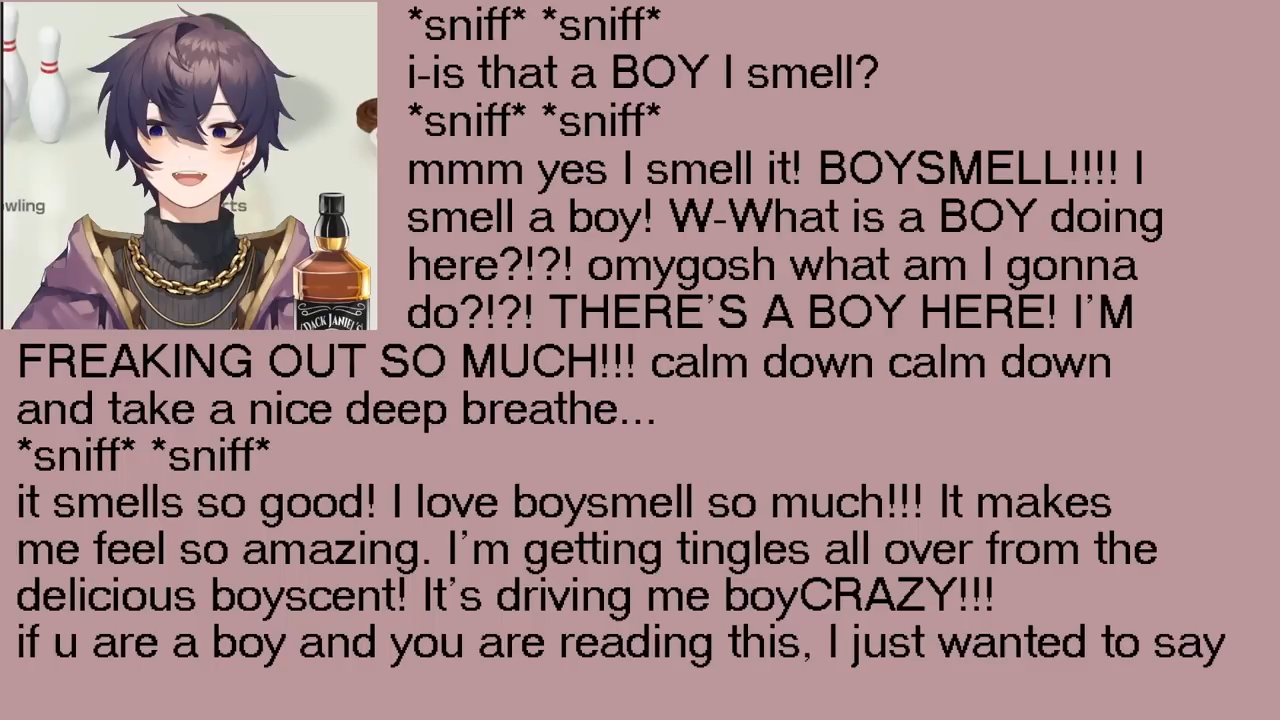 *sniff* *sniff*
i-is that a BOY I smell?
*sniff* *sniff*
mmm yes I smell it! BOYSMELL!!!! I
smell a boy! W-What is a BOY doing
here?!?! omygosh what am I gonna
do?!?! THERE'S A BOY HERE! I'M
FREAKING OUT SO MUCH!!! calm down calm down
and take a nice deep breathe...
*sniff* *sniff*
it smells so good! I love boysmell so much!!! It makes
me feel so amazing. I'm getting tingles all over from the
delicious boyscent! It's driving me boyCRAZY!!!
if u are a boy and you are reading this, I just wanted to say
wling
rts
DACK JANIEL'S